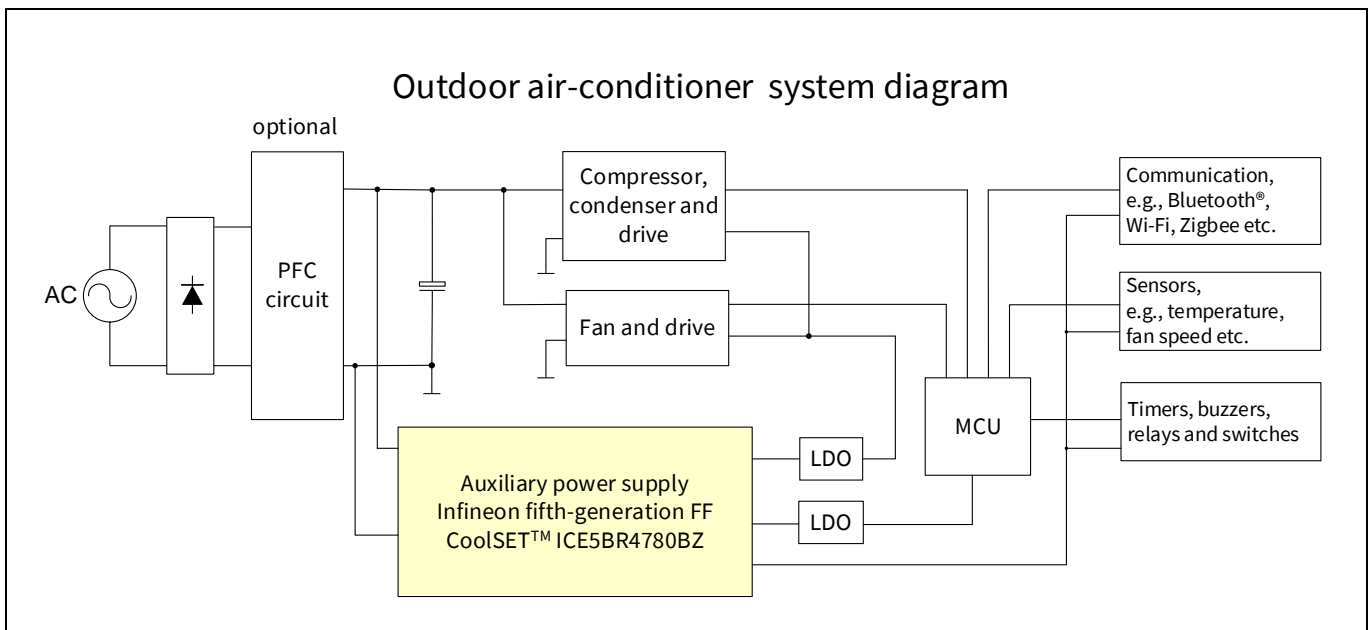 Outdoor air-conditioner system diagram
optional
AC
PFC
circuit
Compressor,
condenser and
drive
Fan and drive
Communication,
e.g., Bluetooth®,
Wi-Fi, Zigbee etc.
Sensors,
e.g., temperature,
fan speed etc.
MCU
Timers, buzzers,
relays and switches
Auxiliary power supply
Infineon fifth-generation FF
CoolSET™ ICE5BR4780BZ
LDO
LDO